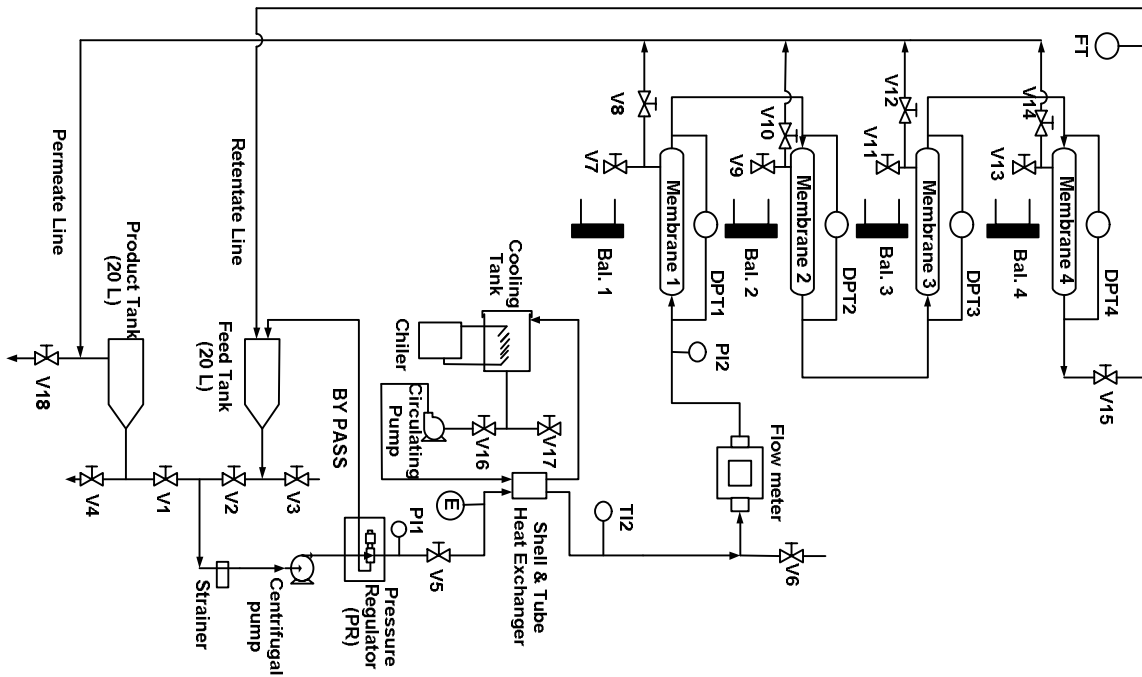 FT
V8
V10
V12
V14
V7
V9
V11
V13
Membrane 1
Membrane 2
Membrane 3
Membrane 4
Bal. 1
Bal. 2
Bal. 3
Bal. 4
DPT1
DPT2
DPT3
DPT4
Permeate Line
Retentate Line
Product Tank
(20 L)
Feed Tank
(20 L)
Cooling
Tank
Chiler
Circulating
Pump
BY PASS
PI2
V15
V18
V16
V17
Flow meter
V4
V1
V2
V3
E
PI1
V5
Shell & Tube
Heat Exchanger
TI2
V6
Strainer
Centrifugal
pump
Pressure
Regulator
(PR)